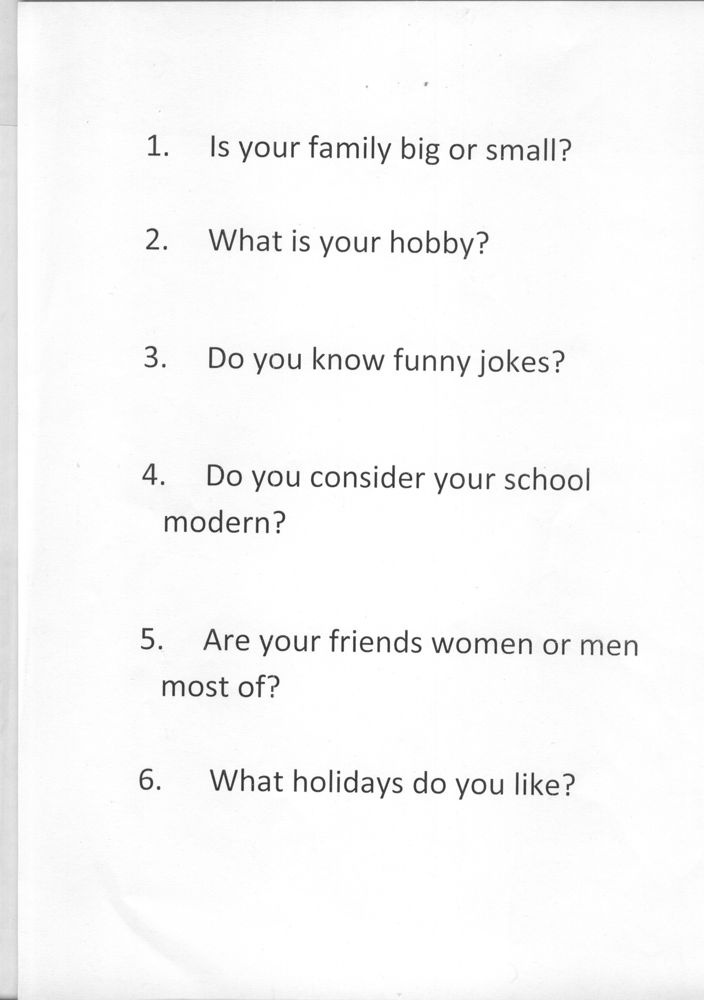 1. Is your family big or small?
2. What is your hobby?
3. Do you know funny jokes?
4. Do you consider your school
modern?
5. Are your friends women or men
most of?
6. What holidays do you like?